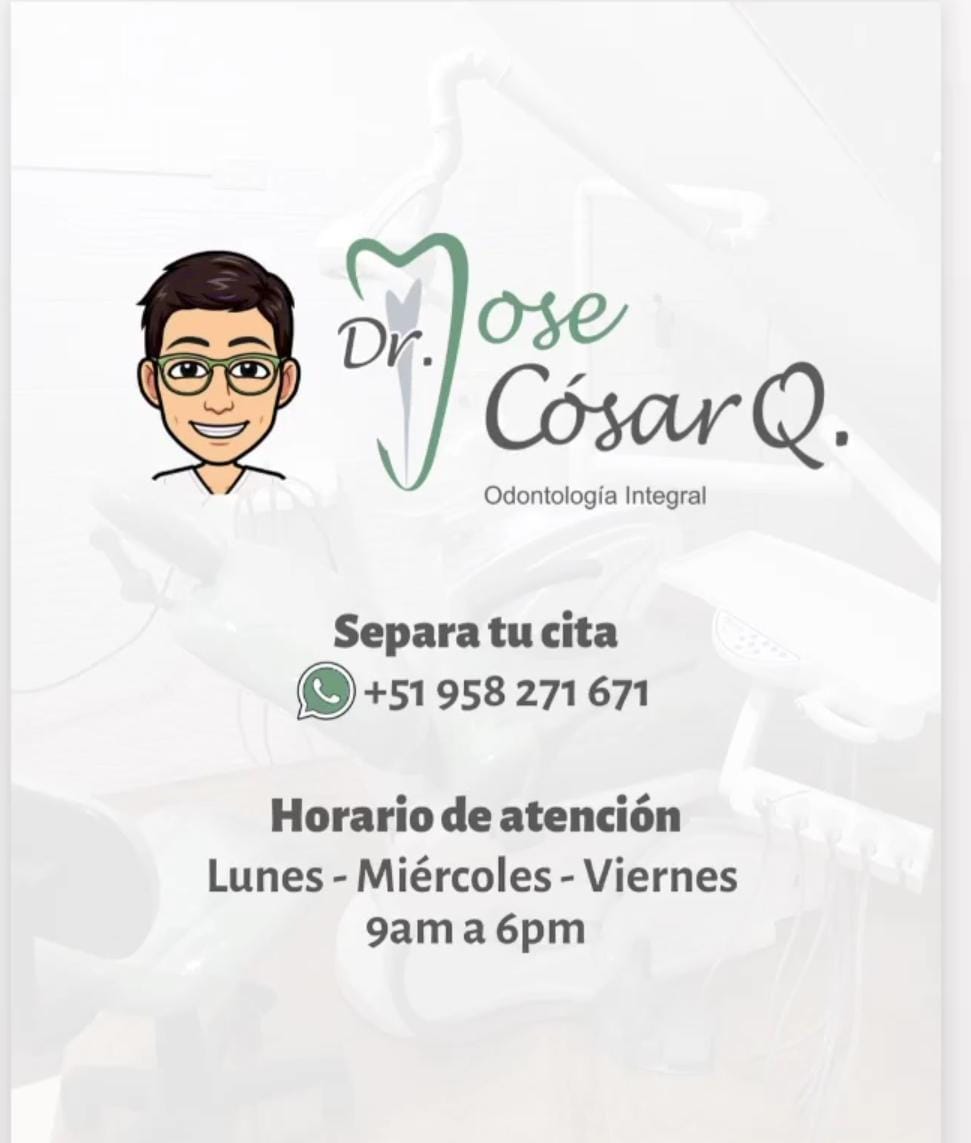 Dr. Jose
Cósar Q.
Odontología Integral
Separa tu cita
+51 958 271 671
Horario de atención
Lunes - Miércoles - Viernes
9am a 6pm